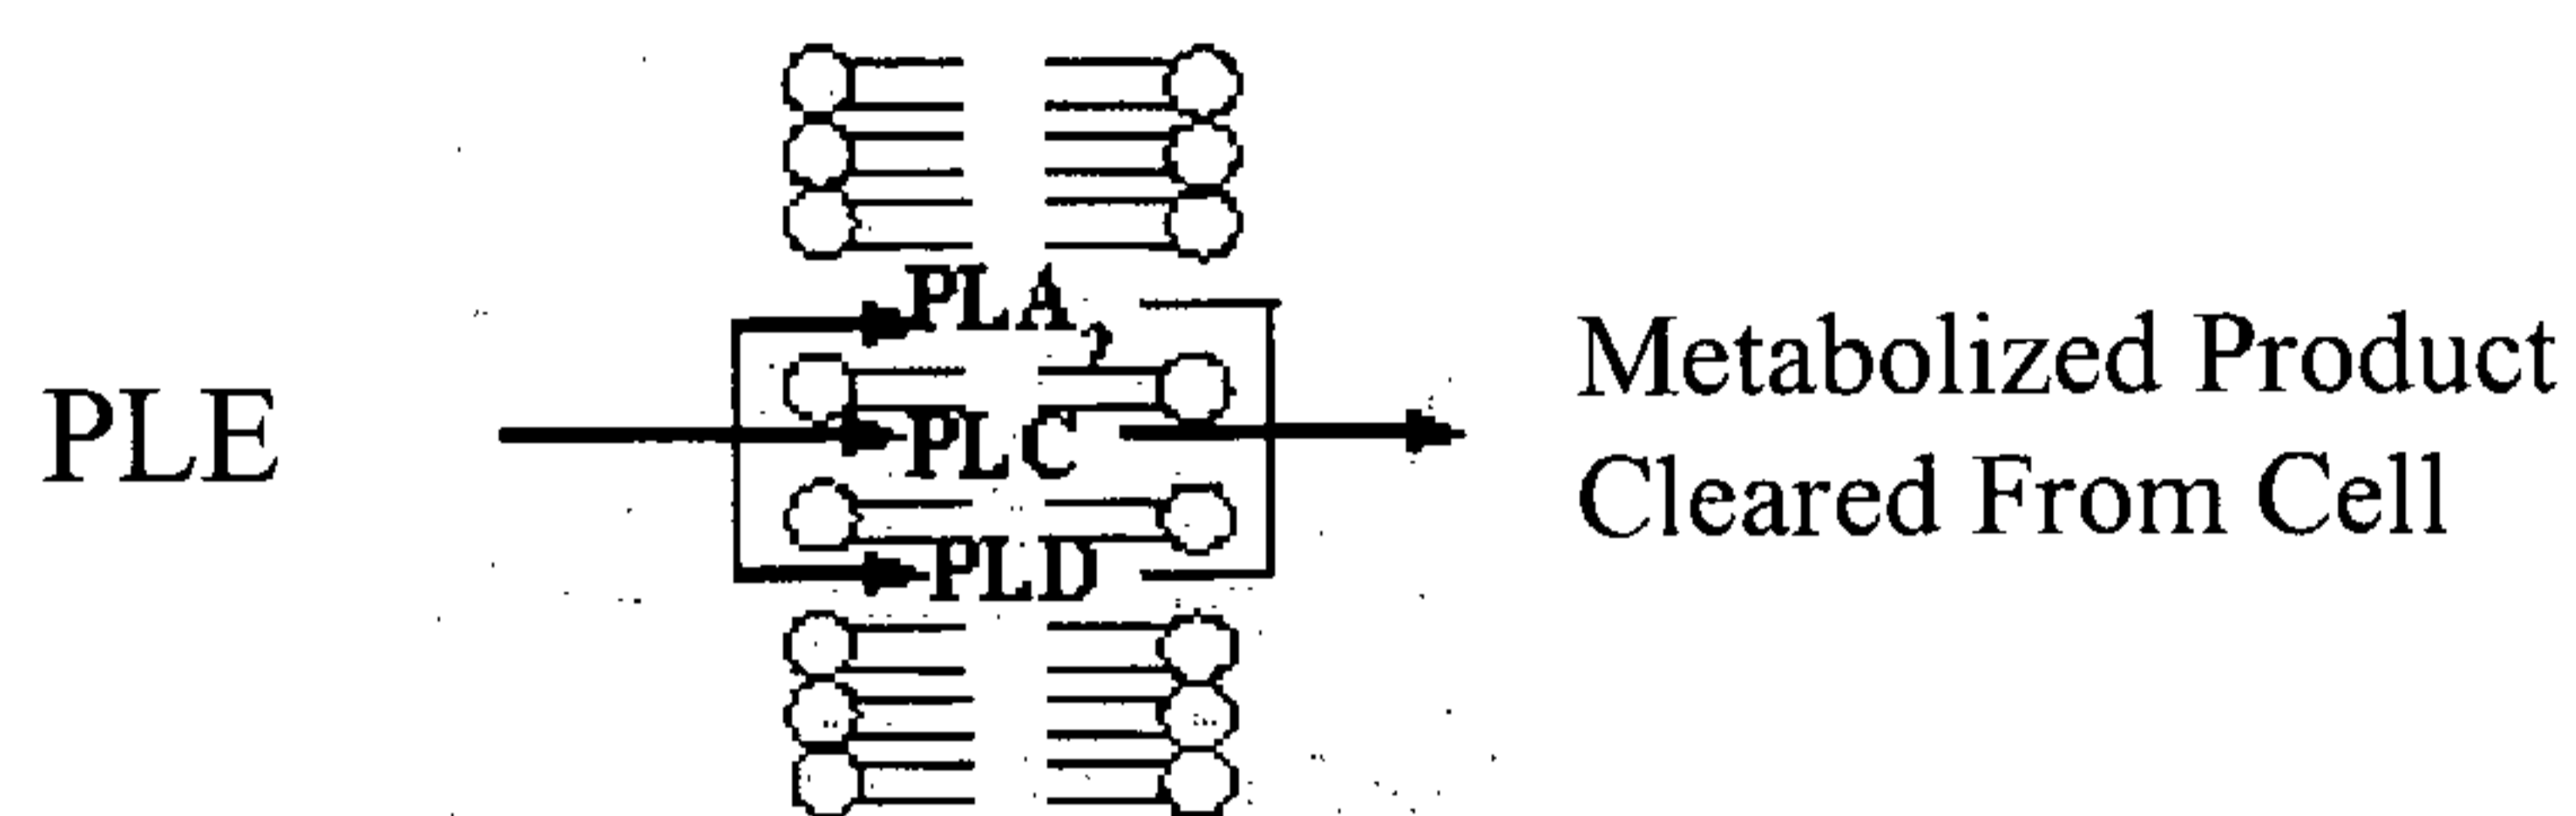 PLA₂
PLE
PLC
PLD
Metabolized Product
Cleared From Cell